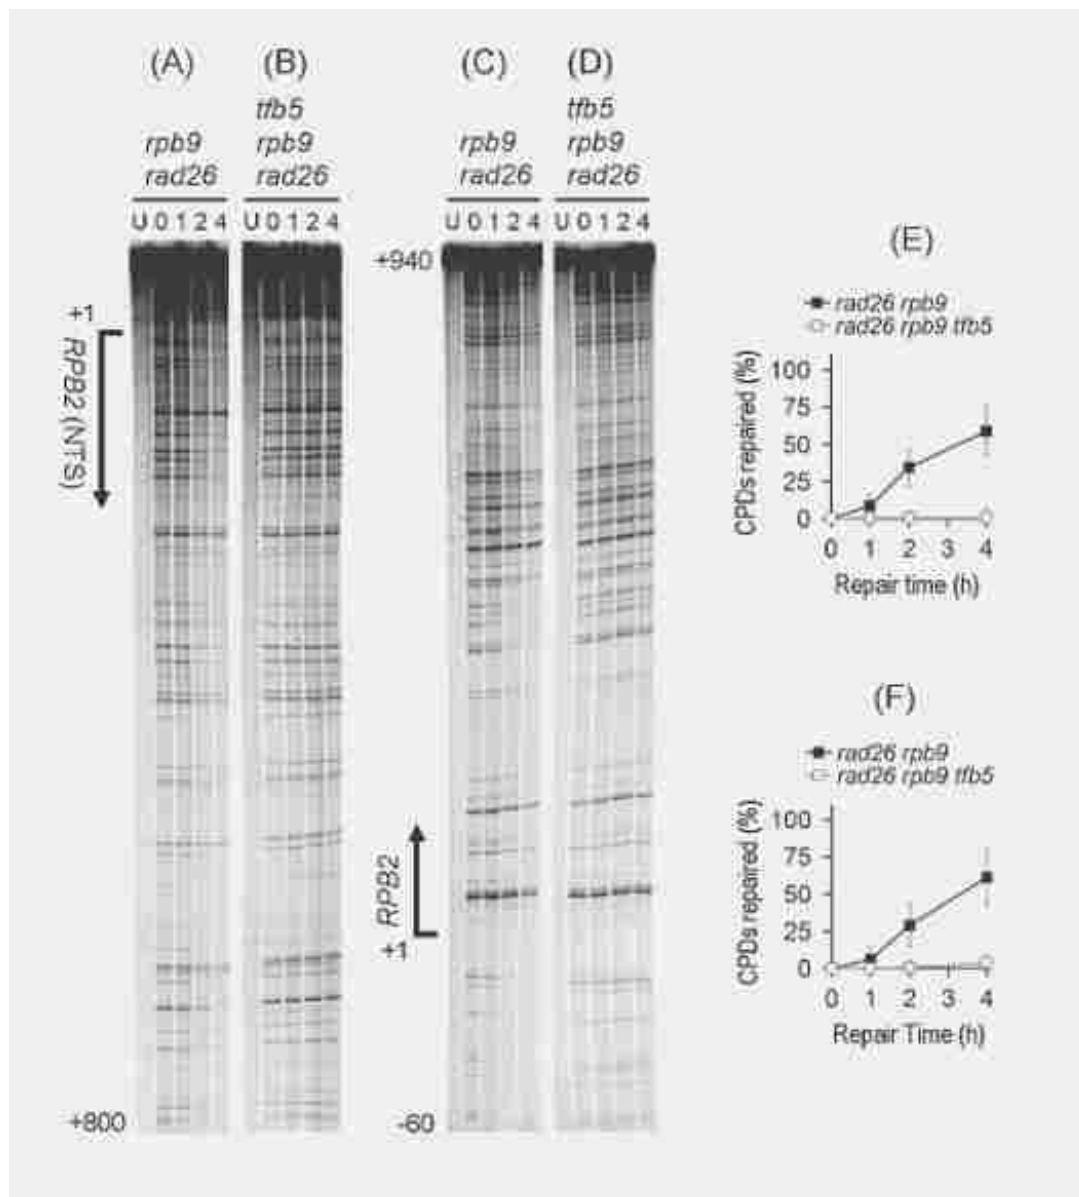 (A) (B) (C) (D)
tfb5 tfb5
rpb9 rpb9 rpb9 rpb9
rad26 rad26 rad26 rad26
U 0 1 2 4 U 0 1 2 4 U 0 1 2 4 U 0 1 2 4
+940
+1
RPB2 (NTS)
+800
RPB2
+1
-60
(E)
rad26 rpb9
rad26 rpb9 tfb5
CPDs repaired (%)
100
75
50
25
0
0 1 2 3 4
Repair time (h)
(F)
rad26 rpb9
rad26 rpb9 tfb5
CPDs repaired (%)
100
75
50
25
0
0 1 2 3 4
Repair Time (h)